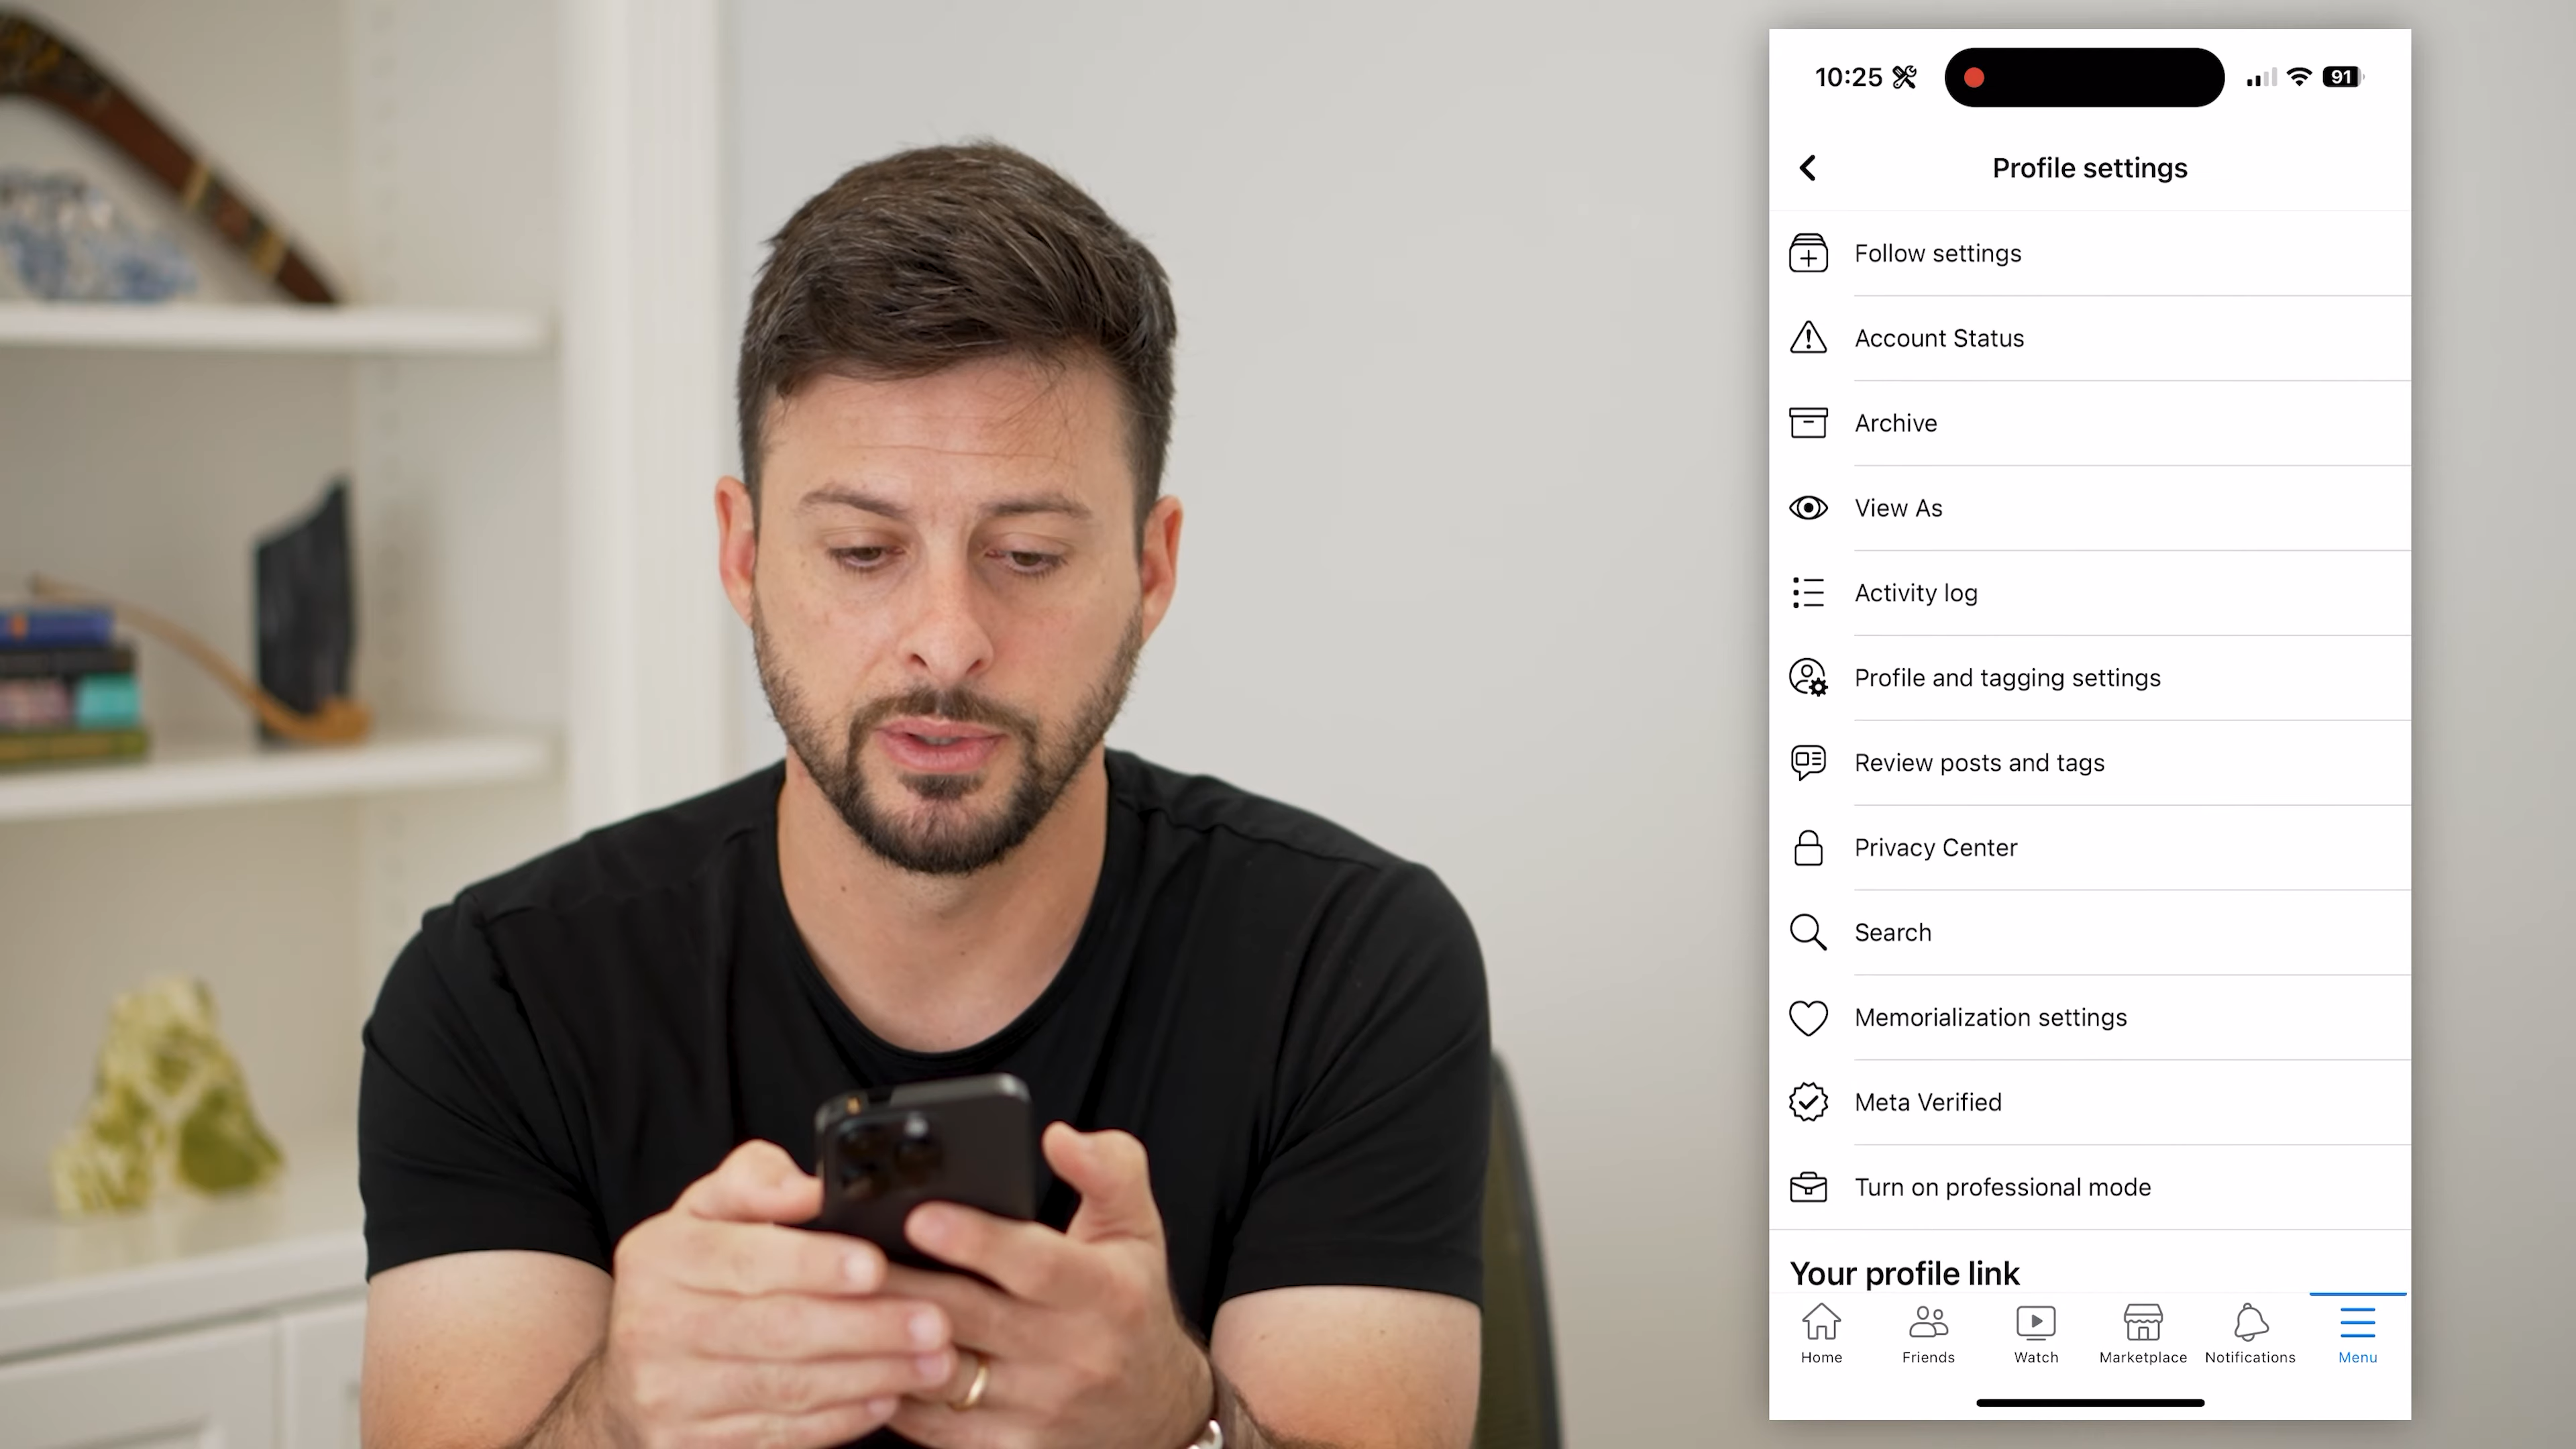 10:25
91
Profile settings
Follow settings
Account Status
Archive
View As
Activity log
Profile and tagging settings
Review posts and tags
Privacy Center
Search
Memorialization settings
Meta Verified
Turn on professional mode
Your profile link
Home Friends Watch Marketplace Notifications Menu